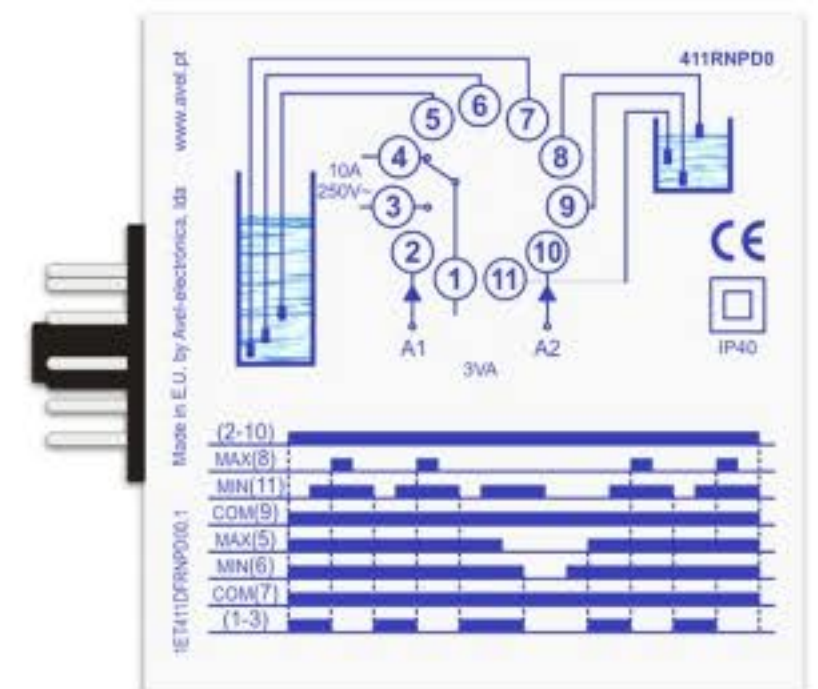 411RNPD0
www.avel.pt
Made in E.U. by Avel-electrónica, lda
1ET411DFRNPD00.1
7
6
5
8
4
10A
250V~
3
9
2
10
1
11
CE
A1
A2
3VA
IP40
(2-10)
MAX(8)
MIN(11)
COM(9)
MAX(5)
MIN(6)
COM(7)
(1-3)